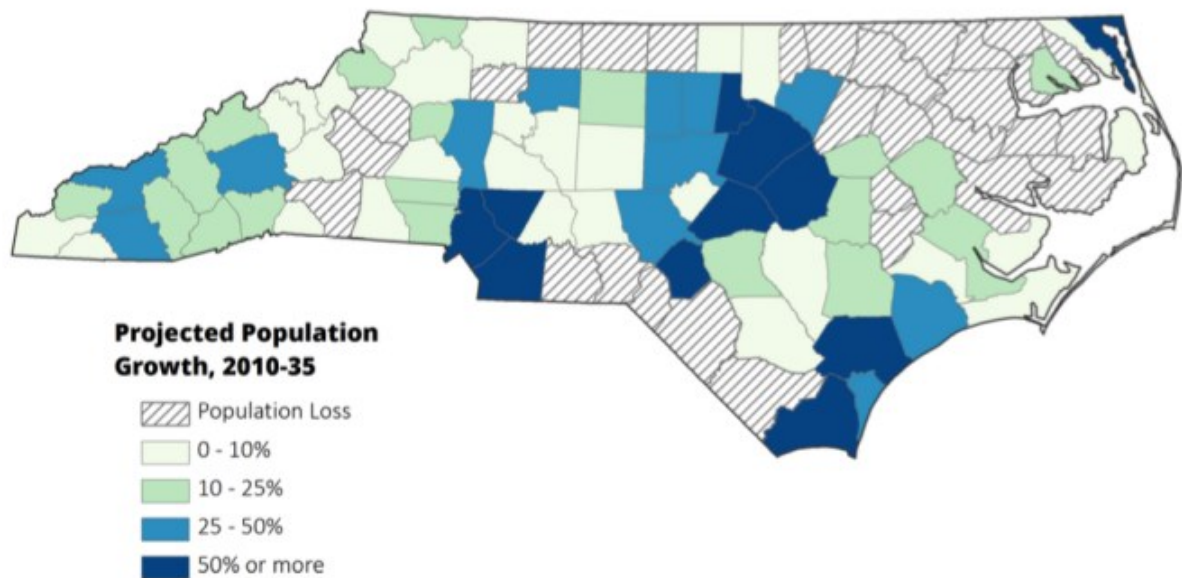 Projected Population
Growth, 2010-35
Population Loss
0 - 10%
10 - 25%
25 - 50%
50% or more